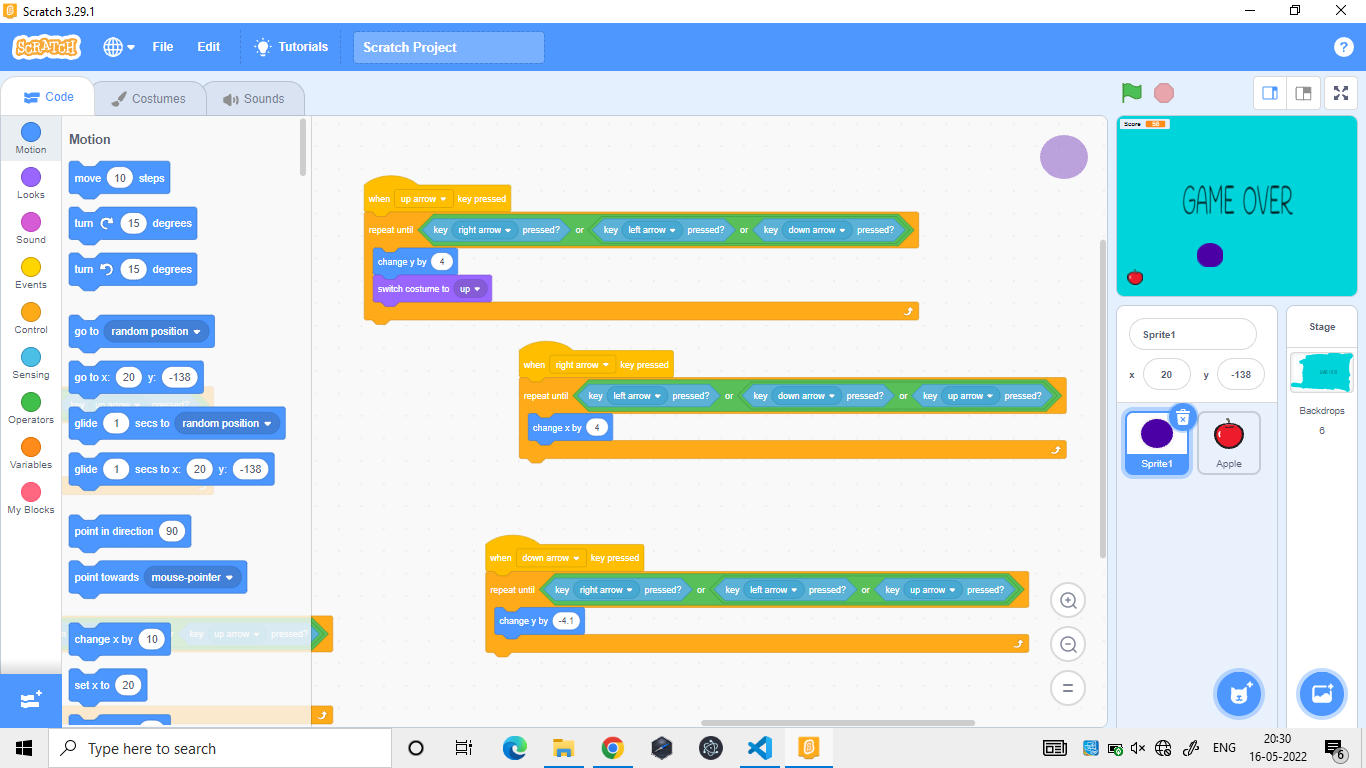 Scratch 3.29.1
SCRATCH File Edit Tutorials Scratch Project ?
Code Costumes Sounds
Motion
Looks
Sound
Events
Control
Sensing
Operators
Variables
My Blocks
Motion
move 10 steps
turn 15 degrees
turn 15 degrees
go to random position
go to x: 20 y: -138
glide 1 secs to random position
glide 1 secs to x: 20 y: -138
point in direction 90
point towards mouse-pointer
change x by 10
set x to 20
key up arrow pressed?
when up arrow key pressed
repeat until key right arrow pressed? or key left arrow pressed? or key down arrow pressed?
change y by 4
switch costume to up
when right arrow key pressed
repeat until key left arrow pressed? or key down arrow pressed? or key up arrow pressed?
change x by 4
when down arrow key pressed
repeat until key right arrow pressed? or key left arrow pressed? or key up arrow pressed?
change y by -4.1
Score
GAME OVER
Sprite1
x 20 y -138
Sprite1 Apple
Stage
Backdrops
6
Type here to search
ENG
20:30
16-05-2022
6